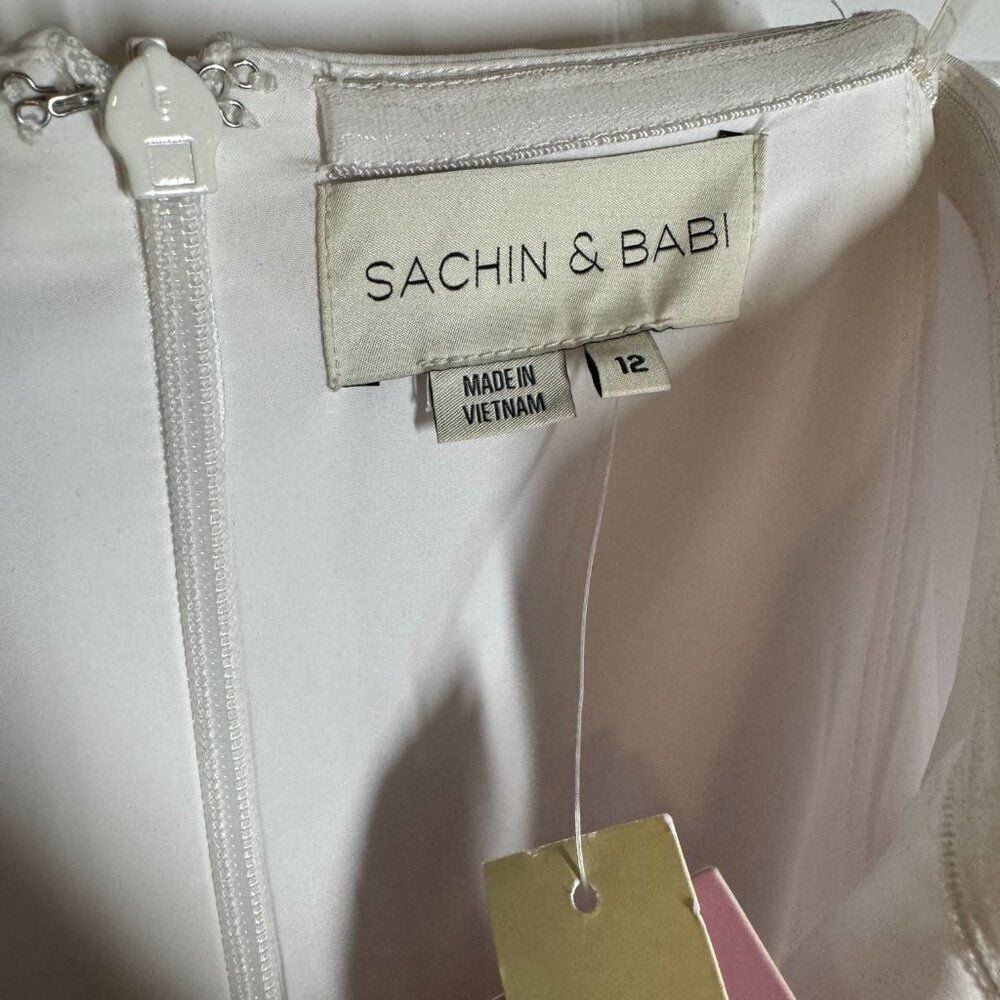 SACHIN & BABI
MADE IN
VIETNAM
12